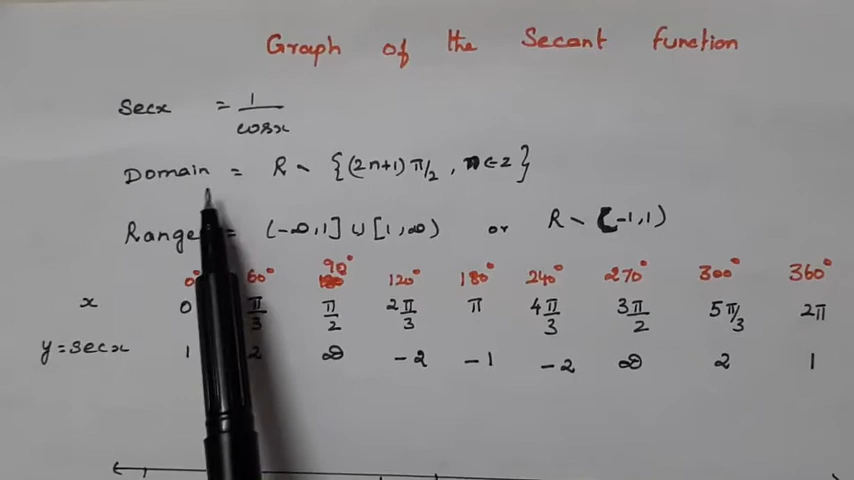 Graph of the Secant function
Secx = 1/cosx
Domain = R ∖ {(2n+1) π/2 , n∈Z}
Range = (-∞,1] ∪ [1,∞) or R ∖ (-1,1)
0° 60° 90° 120° 180° 240° 270° 300° 360°
x 0 π/3 π/2 2π/3 π 4π/3 3π/2 5π/3 2π
y=secx 1 2 ∞ -2 -1 -2 ∞ 2 1